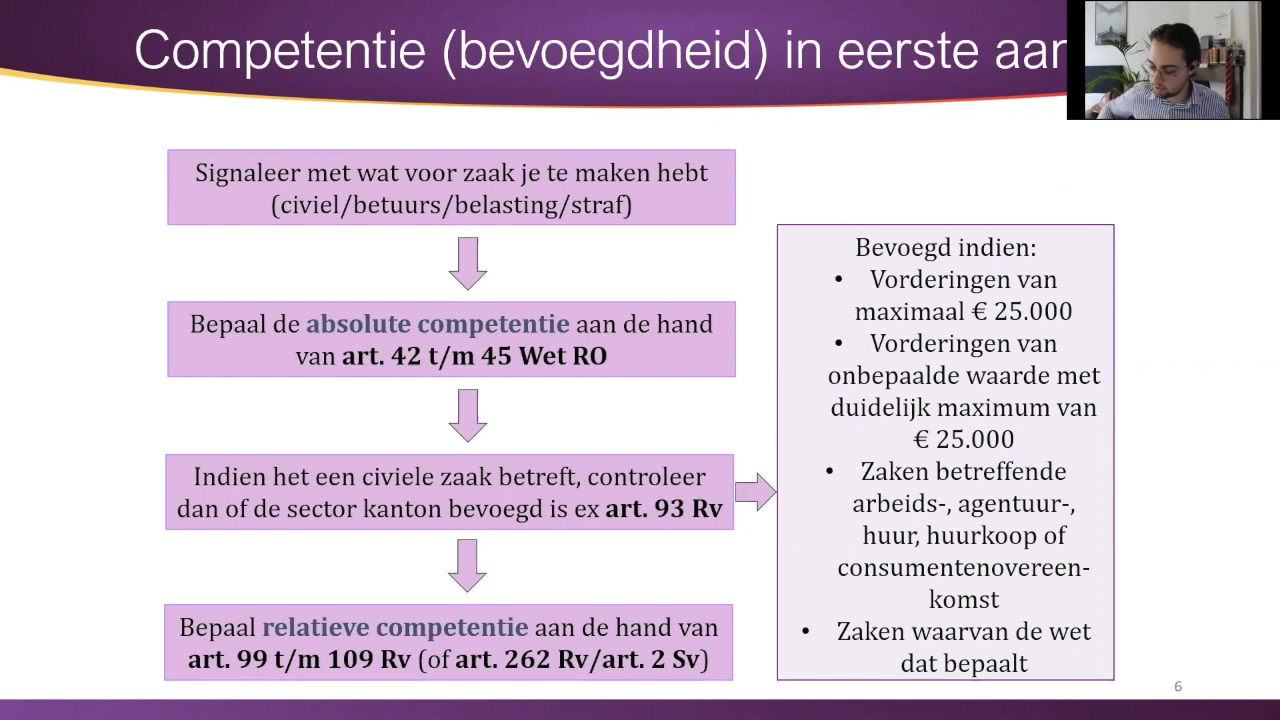 Competentie (bevoegdheid) in eerste
Signaleer met wat voor zaak je te maken hebt
(civiel/betuurs/belasting/straf)
Bepaal de absolute competentie aan de hand
van art. 42 t/m 45 Wet RO
Indien het een civiele zaak betreft, controleer
dan of de sector kanton bevoegd is ex art. 93 Rv
Bepaal relatieve competentie aan de hand van
art. 99 t/m 109 Rv (of art. 262 Rv/art. 2 Sv)
Bevoegd indien:
• Vorderingen van
maximaal € 25.000
• Vorderingen van
onbepaalde waarde met
duidelijk maximum van
€ 25.000
• Zaken betreffende
arbeids-, agentuur-,
huur, huurkoop of
consumentenovereen-
komst
• Zaken waarvan de wet
dat bepaalt
6